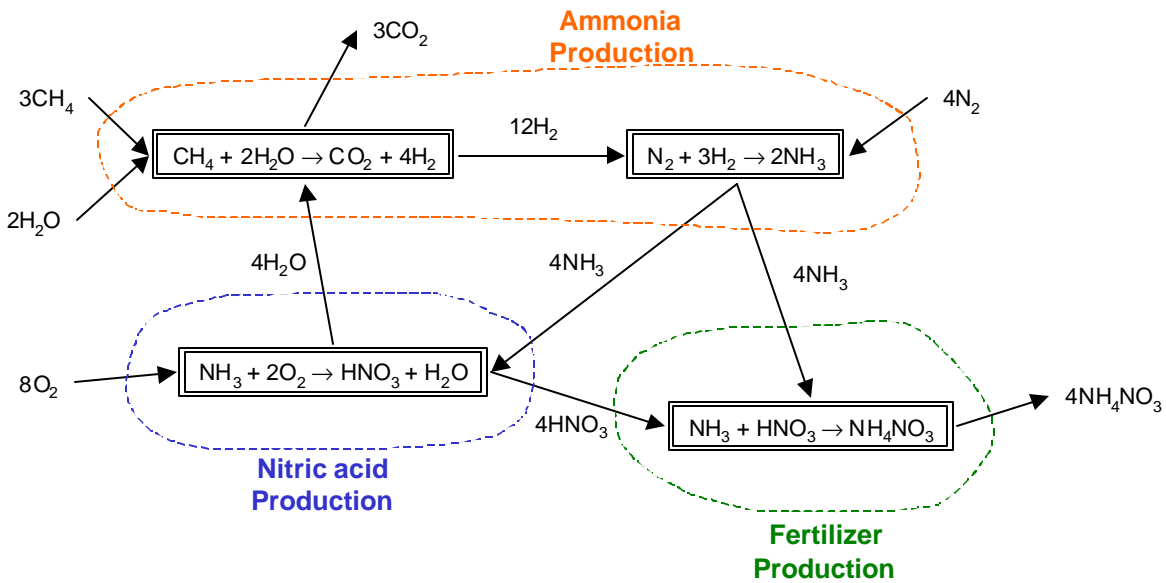 Ammonia
Production
3CO₂
3CH₄
4N₂
12H₂
CH₄ + 2H₂O → CO₂ + 4H₂
N₂ + 3H₂ → 2NH₃
2H₂O
4H₂O
4NH₃
4NH₃
NH₃ + 2O₂ → HNO₃ + H₂O
8O₂
4NH₄NO₃
4HNO₃
NH₃ + HNO₃ → NH₄NO₃
Nitric acid
Production
Fertilizer
Production